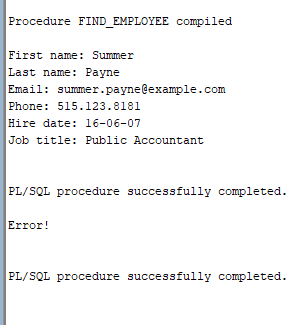 Procedure FIND_EMPLOYEE compiled
First name: Summer
Last name: Payne
Email: summer.payne@example.com
Phone: 515.123.8181
Hire date: 16-06-07
Job title: Public Accountant
PL/SQL procedure successfully completed.
Error!
PL/SQL procedure successfully completed.